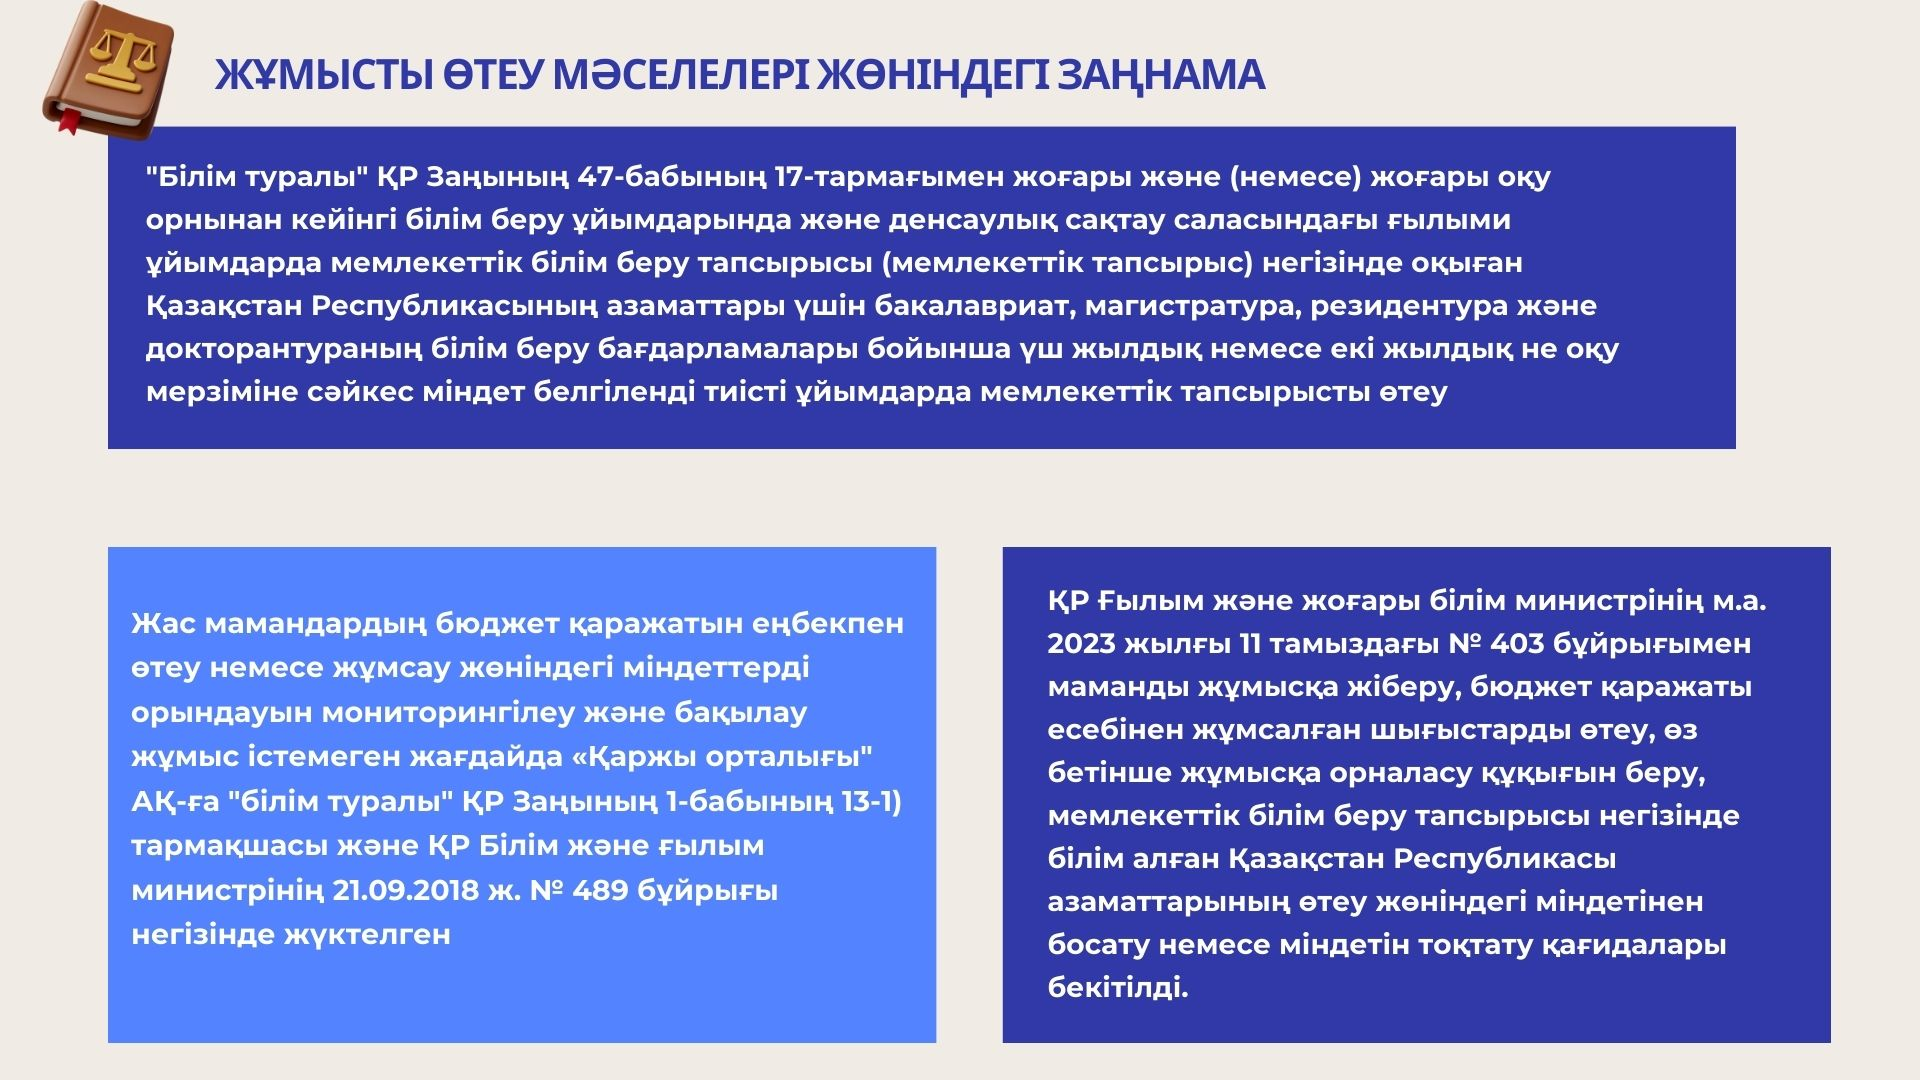 ЖҰМЫСТЫ ӨТЕУ МӘСЕЛЕЛЕРІ ЖӨНІНДЕГІ ЗАҢНАМА
"Білім туралы" ҚР Заңының 47-бабының 17-тармағымен жоғары және (немесе) жоғары оқу
орнынан кейінгі білім беру ұйымдарында және денсаулық сақтау саласындағы ғылыми
ұйымдарда мемлекеттік білім беру тапсырысы (мемлекеттік тапсырыс) негізінде оқыған
Қазақстан Республикасының азаматтары үшін бакалавриат, магистратура, резидентура және
докторантураның білім беру бағдарламалары бойынша үш жылдық немесе екі жылдық не оқу
мерзіміне сәйкес міндет белгіленді тиісті ұйымдарда мемлекеттік тапсырысты өтеу
Жас мамандардың бюджет қаражатын еңбекпен
өтеу немесе жұмсау жөніндегі міндеттерді
орындауын мониторингілеу және бақылау
жұмыс істемеген жағдайда «Қаржы орталығы"
АҚ-ға "білім туралы" ҚР Заңының 1-бабының 13-1)
тармақшасы және ҚР Білім және ғылым
министрінің 21.09.2018 ж. № 489 бұйрығы
негізінде жүктелген
ҚР Ғылым және жоғары білім министрінің м.а.
2023 жылғы 11 тамыздағы № 403 бұйрығымен
маманды жұмысқа жіберу, бюджет қаражаты
есебінен жұмсалған шығыстарды өтеу, өз
бетінше жұмысқа орналасу құқығын беру,
мемлекеттік білім беру тапсырысы негізінде
білім алған Қазақстан Республикасы
азаматтарының өтеу жөніндегі міндетінен
босату немесе міндетін тоқтату қағидалары
бекітілді.